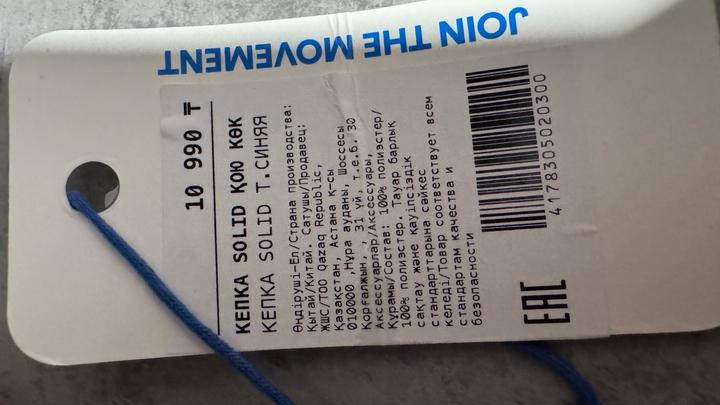 JOIN THE MOVEMENT
10 990 ₸
КЕПКА SOLID ҚОЮ КӨК
КЕПКА SOLID Т.СИНЯЯ
Өндіруші-Ел/Страна производства:
Қытай/Китай. Сатушы/Продавец:
ЖШС/ТОО Qazaq Republic,
Қазақстан, Астана қ-сы
010000 ,Нұра ауданы, Шоссесы
Қорғалжын, , 31 үй, т.е.б. 30
Аксессуарлар/Аксессуары,
Құрамы/Состав: 100% полиэстер/
100% полиэстер. Тауар барлық
сақтау және қауіпсіздік
стандарттарына сәйкес
келеді/Товар соответствует всем
стандартам качества и
безопасности
4178305020300
EAC